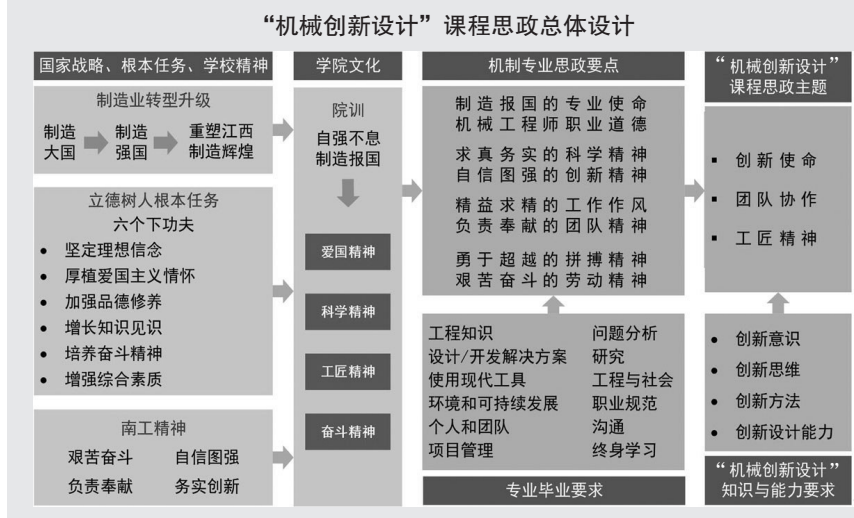 “机械创新设计”课程思政总体设计
国家战略、根本任务、学校精神
制造业转型升级
制造
大国
制造
强国
重塑江西
制造辉煌
立德树人根本任务
六个下功夫
• 坚定理想信念
• 厚植爱国主义情怀
• 加强品德修养
• 增长知识见识
• 培养奋斗精神
• 增强综合素质
南工精神
艰苦奋斗 自信图强
负责奉献 务实创新
学院文化
院训
自强不息
制造报国
爱国精神
科学精神
工匠精神
奋斗精神
机制专业思政要点
制造报国的专业使命
机械工程师职业道德
求真务实的科学精神
自信图强的创新精神
精益求精的工作作风
负责奉献的团队精神
勇于超越的拼搏精神
艰苦奋斗的劳动精神
工程知识 问题分析
设计/开发解决方案 研究
使用现代工具 工程与社会
环境和可持续发展 职业规范
个人和团队 沟通
项目管理 终身学习
专业毕业要求
“机械创新设计”
课程思政主题
▪ 创新使命
▪ 团队协作
▪ 工匠精神
• 创新意识
• 创新思维
• 创新方法
• 创新设计能力
“机械创新设计”
知识与能力要求